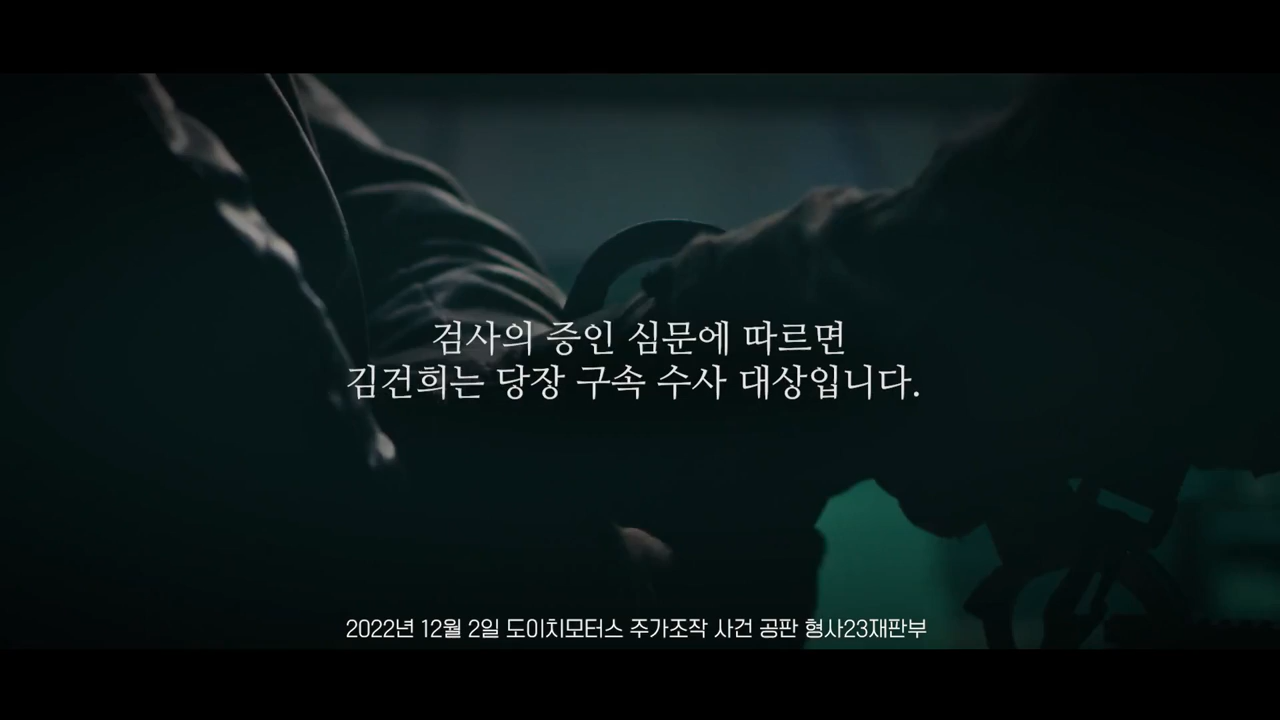 검사의 증인 심문에 따르면
김건희는 당장 구속 수사 대상입니다.
2022년 12월 2일 도이치모터스 주가조작 사건 공판 형사23재판부